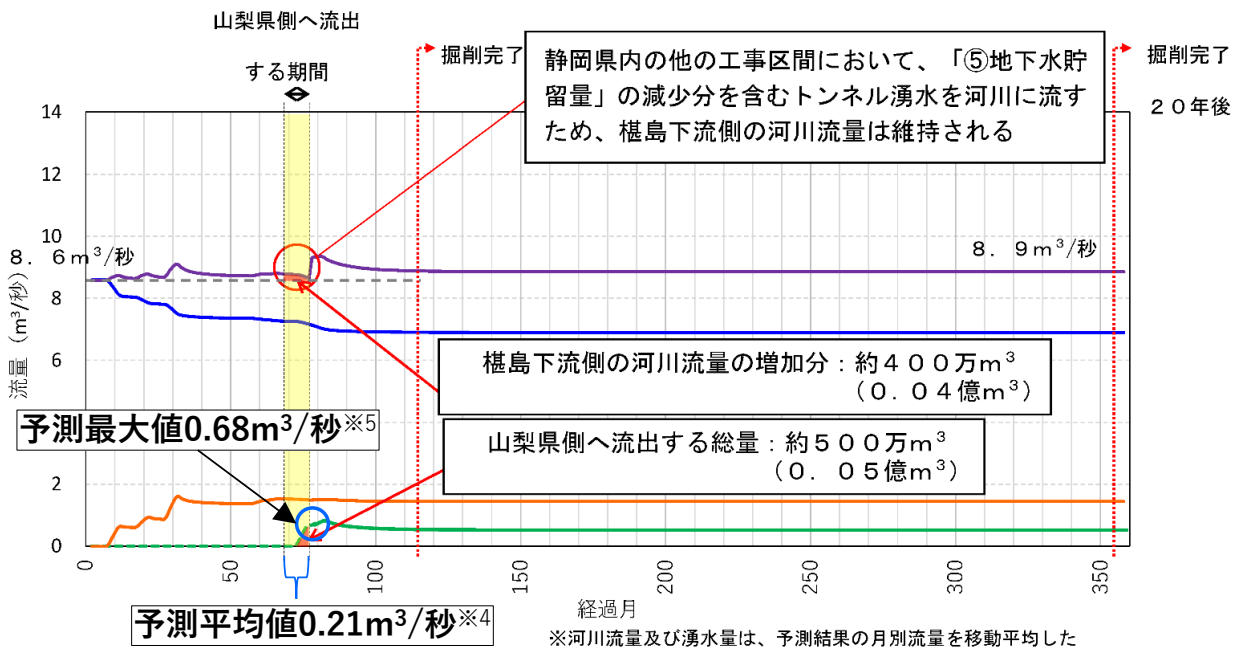 山梨県側へ流出
する期間
掘削完了
静岡県内の他の工事区間において、「⑤地下水貯
留量」の減少分を含むトンネル湧水を河川に流す
ため、椹島下流側の河川流量は維持される
掘削完了
２０年後
14
12
10
8
6
4
2
0
流量（m³/秒）
８．６m³/秒
８．９m³/秒
椹島下流側の河川流量の増加分：約４００万m³
（０．０４億m³）
予測最大値0.68m³/秒※5
山梨県側へ流出する総量：約５００万m³
（０．０５億m³）
0
50
100
150
200
250
300
350
経過月
予測平均値0.21m³/秒※4
※河川流量及び湧水量は、予測結果の月別流量を移動平均した